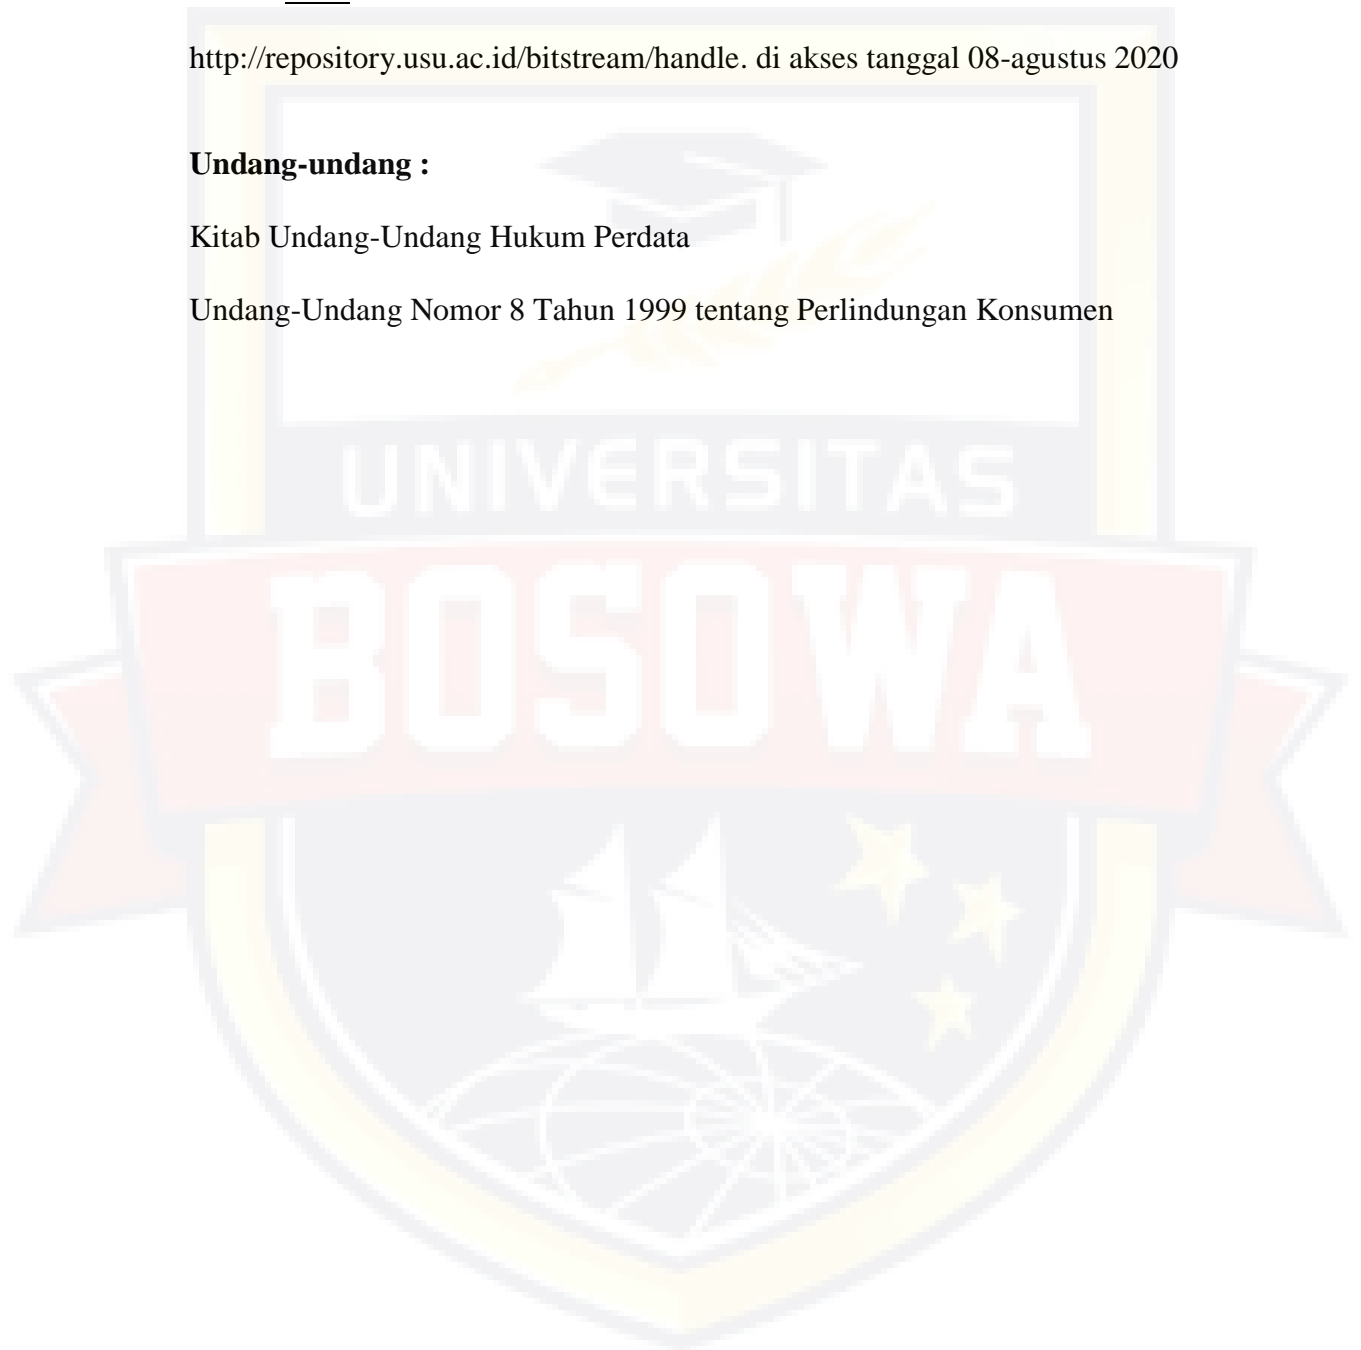 http://repository.usu.ac.id/bitstream/handle. di akses tanggal 08-agustus 2020
Undang-undang :
Kitab Undang-Undang Hukum Perdata
Undang-Undang Nomor 8 Tahun 1999 tentang Perlindungan Konsumen
UNIVERSITAS
BOSOWA